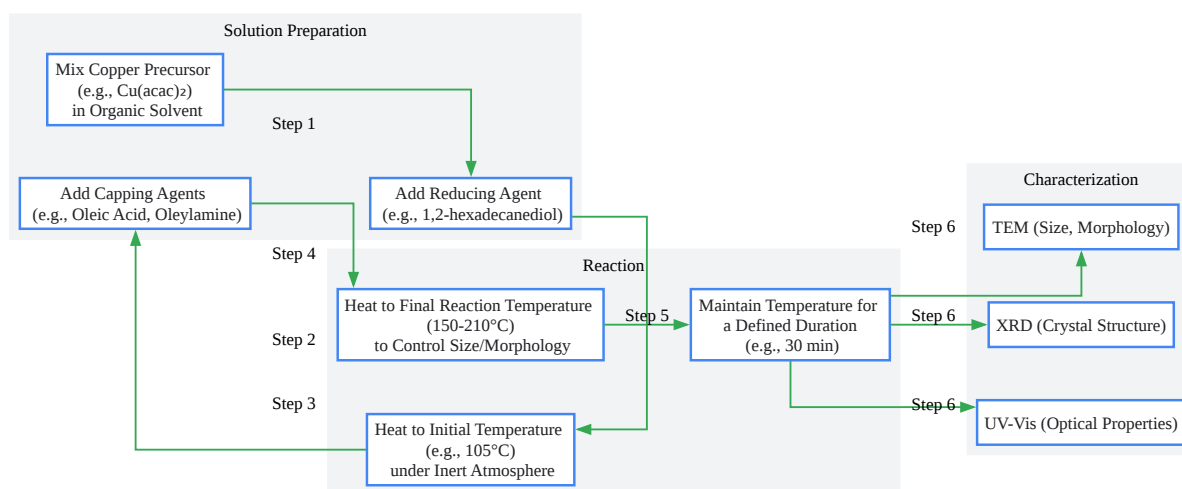 Solution Preparation
Mix Copper Precursor
(e.g., Cu(acac)₂)
in Organic Solvent
Step 1
Add Capping Agents
(e.g., Oleic Acid, Oleylamine)
Add Reducing Agent
(e.g., 1,2-hexadecanediol)
Step 4
Reaction
Heat to Final Reaction Temperature
(150-210°C)
to Control Size/Morphology
Step 2
Step 5
Maintain Temperature for
a Defined Duration
(e.g., 30 min)
Step 3
Heat to Initial Temperature
(e.g., 105°C)
under Inert Atmosphere
Characterization
Step 6
TEM (Size, Morphology)
Step 6
XRD (Crystal Structure)
Step 6
UV-Vis (Optical Properties)